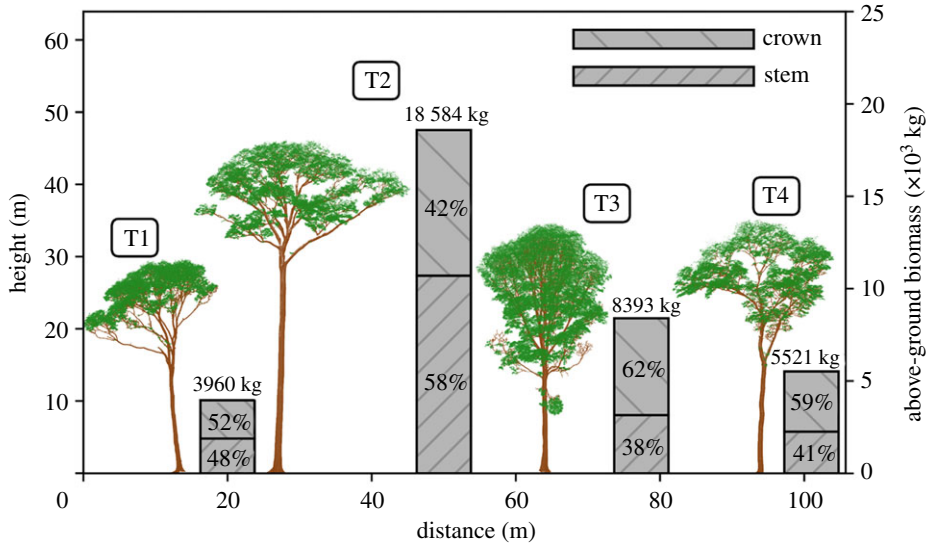 crown
stem
T1
T2
T3
T4
18 584 kg
42%
58%
3960 kg
52%
48%
8393 kg
62%
38%
5521 kg
59%
41%
height (m)
60
50
40
30
20
10
above-ground biomass (×10³ kg)
25
20
15
10
5
0
0
20
40
60
80
100
distance (m)